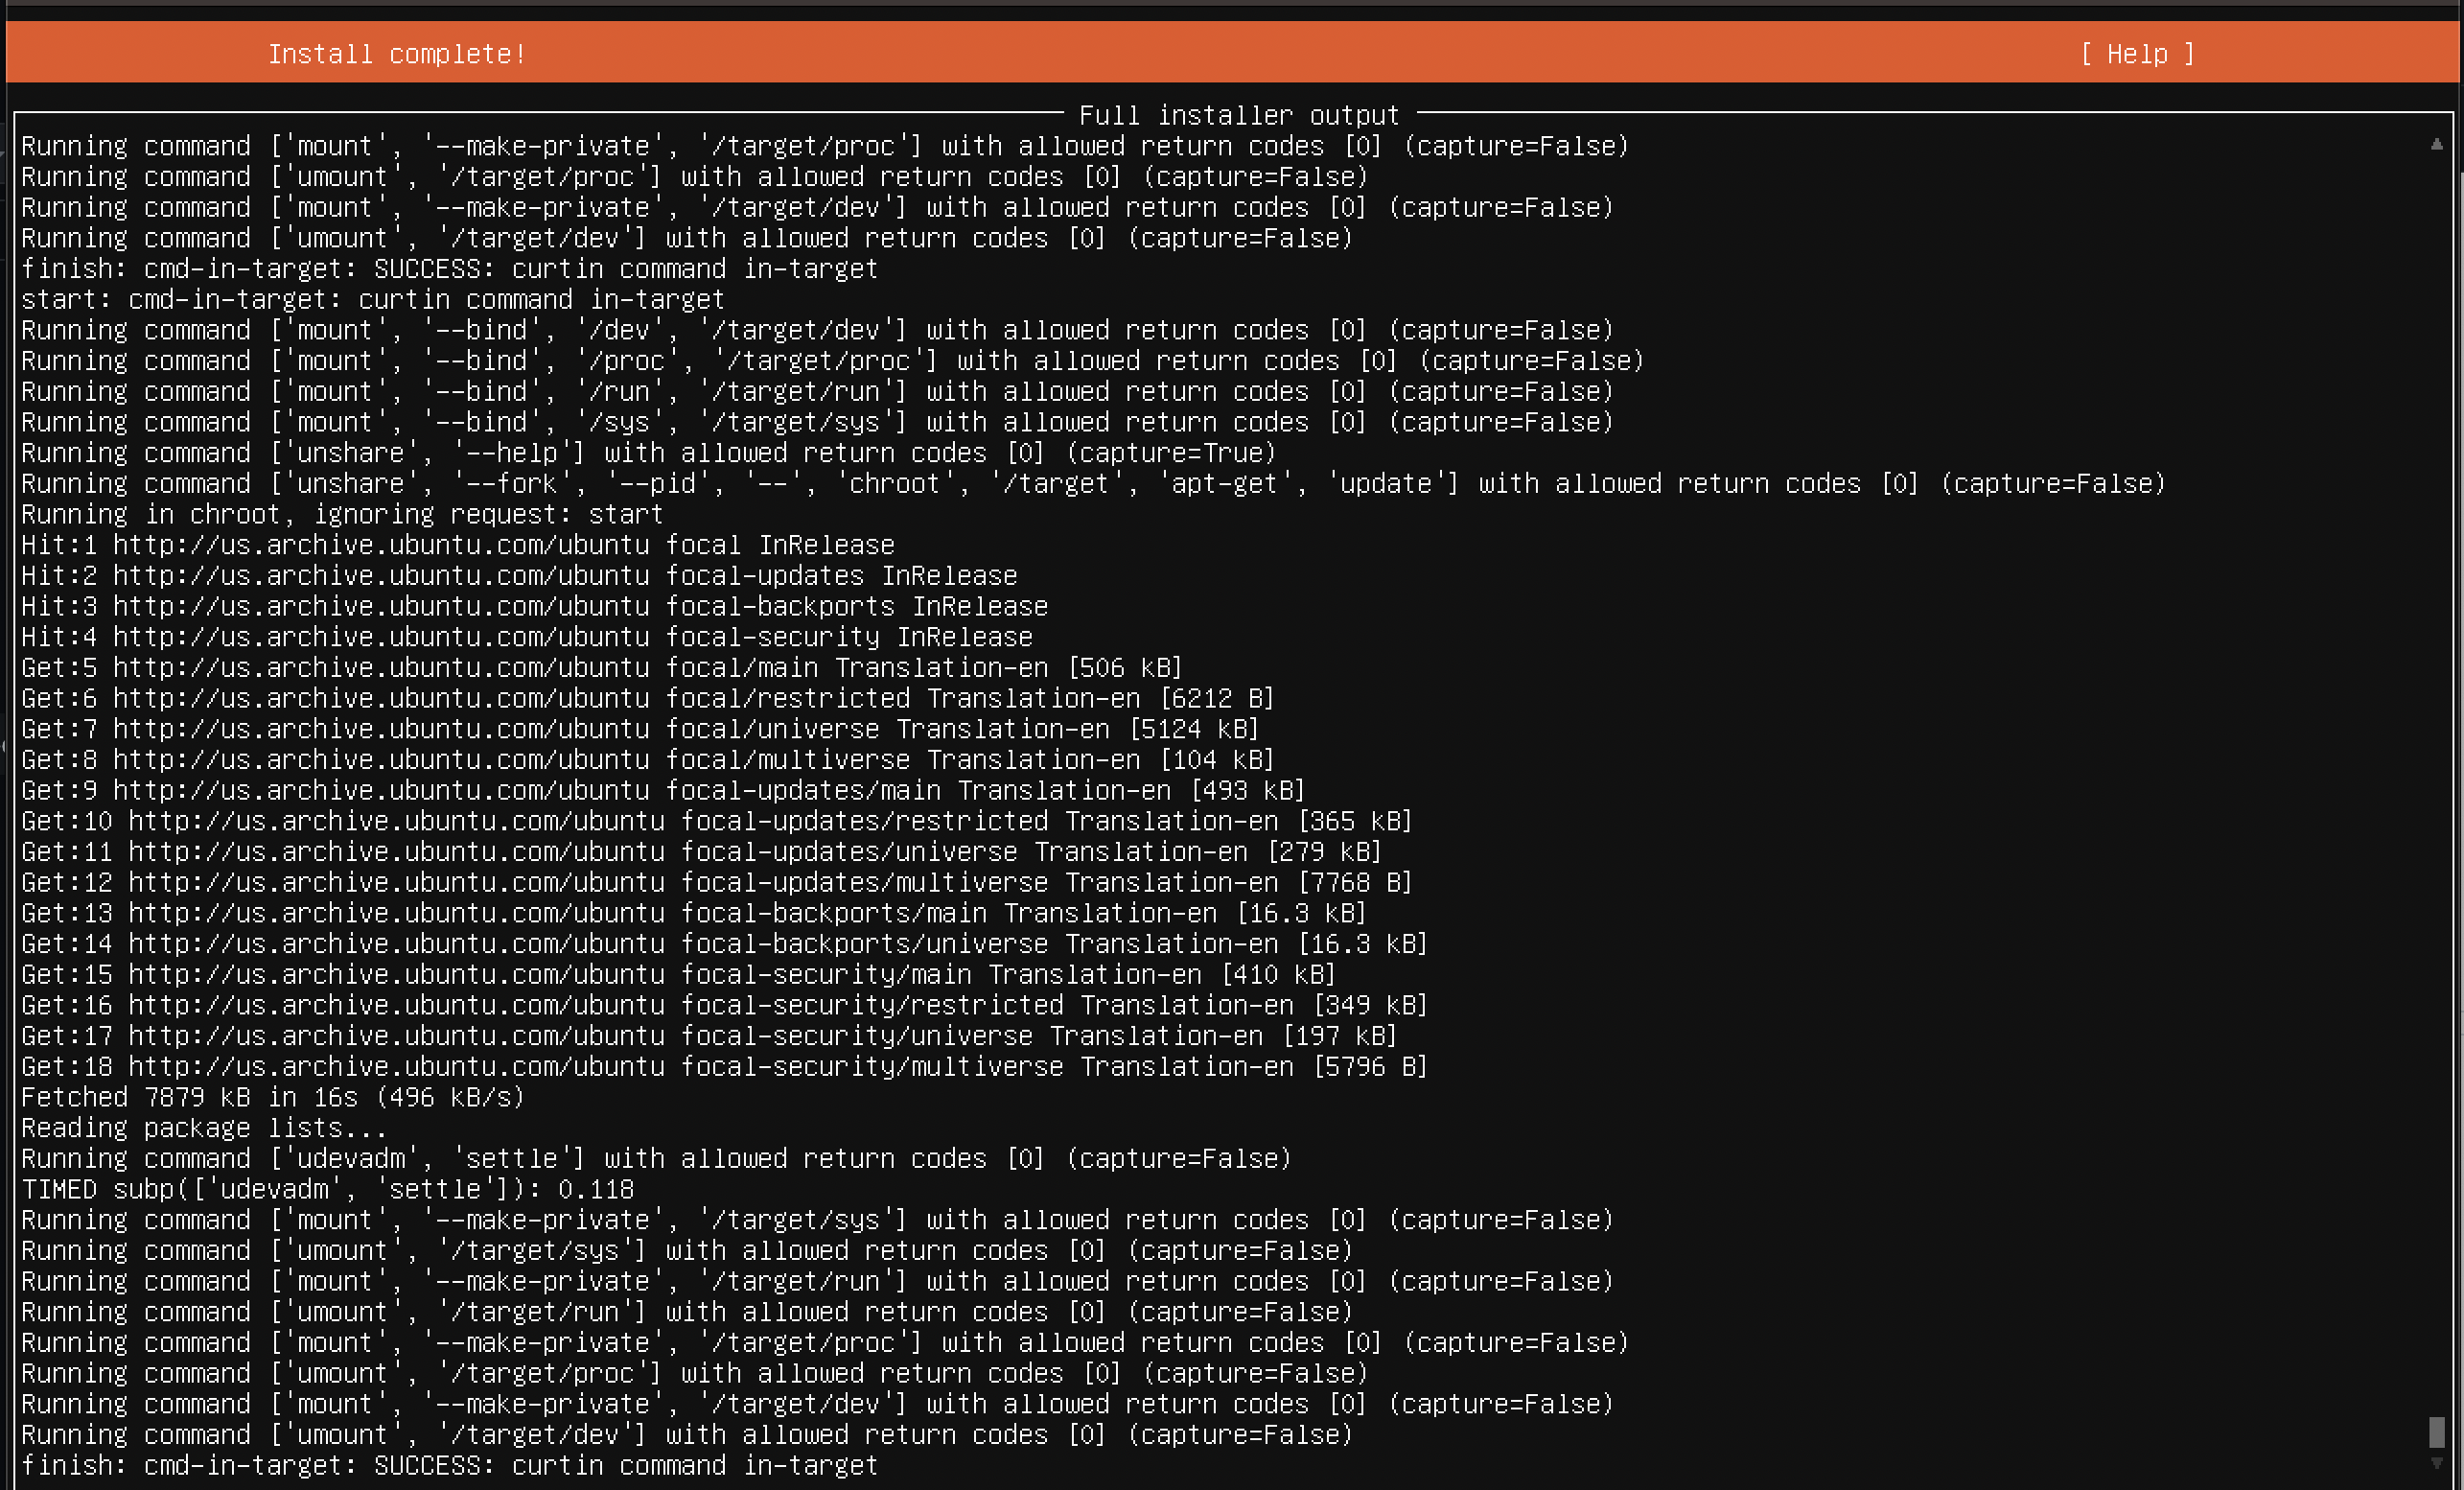 Install complete! [ Help ]
Full installer output
Running command ['mount', '--make-private', '/target/proc'] with allowed return codes [0] (capture=False)
Running command ['umount', '/target/proc'] with allowed return codes [0] (capture=False)
Running command ['mount', '--make-private', '/target/dev'] with allowed return codes [0] (capture=False)
Running command ['umount', '/target/dev'] with allowed return codes [0] (capture=False)
finish: cmd-in-target: SUCCESS: curtin command in-target
start: cmd-in-target: curtin command in-target
Running command ['mount', '--bind', '/dev', '/target/dev'] with allowed return codes [0] (capture=False)
Running command ['mount', '--bind', '/proc', '/target/proc'] with allowed return codes [0] (capture=False)
Running command ['mount', '--bind', '/run', '/target/run'] with allowed return codes [0] (capture=False)
Running command ['mount', '--bind', '/sys', '/target/sys'] with allowed return codes [0] (capture=False)
Running command ['unshare', '--help'] with allowed return codes [0] (capture=True)
Running command ['unshare', '--fork', '--pid', '--', 'chroot', '/target', 'apt-get', 'update'] with allowed return codes [0] (capture=False)
Running in chroot, ignoring request: start
Hit:1 http://us.archive.ubuntu.com/ubuntu focal InRelease
Hit:2 http://us.archive.ubuntu.com/ubuntu focal-updates InRelease
Hit:3 http://us.archive.ubuntu.com/ubuntu focal-backports InRelease
Hit:4 http://us.archive.ubuntu.com/ubuntu focal-security InRelease
Get:5 http://us.archive.ubuntu.com/ubuntu focal/main Translation-en [506 kB]
Get:6 http://us.archive.ubuntu.com/ubuntu focal/restricted Translation-en [6212 B]
Get:7 http://us.archive.ubuntu.com/ubuntu focal/universe Translation-en [5124 kB]
Get:8 http://us.archive.ubuntu.com/ubuntu focal/multiverse Translation-en [104 kB]
Get:9 http://us.archive.ubuntu.com/ubuntu focal-updates/main Translation-en [493 kB]
Get:10 http://us.archive.ubuntu.com/ubuntu focal-updates/restricted Translation-en [365 kB]
Get:11 http://us.archive.ubuntu.com/ubuntu focal-updates/universe Translation-en [279 kB]
Get:12 http://us.archive.ubuntu.com/ubuntu focal-updates/multiverse Translation-en [7768 B]
Get:13 http://us.archive.ubuntu.com/ubuntu focal-backports/main Translation-en [16.3 kB]
Get:14 http://us.archive.ubuntu.com/ubuntu focal-backports/universe Translation-en [16.3 kB]
Get:15 http://us.archive.ubuntu.com/ubuntu focal-security/main Translation-en [410 kB]
Get:16 http://us.archive.ubuntu.com/ubuntu focal-security/restricted Translation-en [349 kB]
Get:17 http://us.archive.ubuntu.com/ubuntu focal-security/universe Translation-en [197 kB]
Get:18 http://us.archive.ubuntu.com/ubuntu focal-security/multiverse Translation-en [5796 B]
Fetched 7879 kB in 16s (496 kB/s)
Reading package lists...
Running command ['udevadm', 'settle'] with allowed return codes [0] (capture=False)
TIMED subp(['udevadm', 'settle']): 0.118
Running command ['mount', '--make-private', '/target/sys'] with allowed return codes [0] (capture=False)
Running command ['umount', '/target/sys'] with allowed return codes [0] (capture=False)
Running command ['mount', '--make-private', '/target/run'] with allowed return codes [0] (capture=False)
Running command ['umount', '/target/run'] with allowed return codes [0] (capture=False)
Running command ['mount', '--make-private', '/target/proc'] with allowed return codes [0] (capture=False)
Running command ['umount', '/target/proc'] with allowed return codes [0] (capture=False)
Running command ['mount', '--make-private', '/target/dev'] with allowed return codes [0] (capture=False)
Running command ['umount', '/target/dev'] with allowed return codes [0] (capture=False)
finish: cmd-in-target: SUCCESS: curtin command in-target